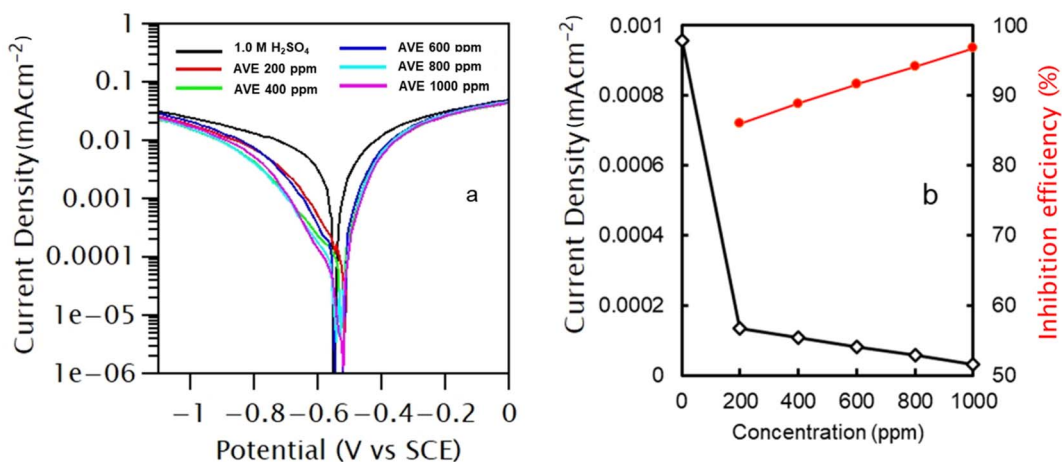 1
0.1
0.01
0.001
0.0001
1e−05
1e−06
Current Density(mAcm⁻²)
1.0 M H₂SO₄
AVE 200 ppm
AVE 400 ppm
AVE 600 ppm
AVE 800 ppm
AVE 1000 ppm
a
−1 −0.8 −0.6 −0.4 −0.2 0
Potential (V vs SCE)
b
0.001
0.0008
0.0006
0.0004
0.0002
0
Current Density(mAcm⁻²)
100
90
80
70
60
50
Inhibition efficiency (%)
0 200 400 600 800 1000
Concentration (ppm)